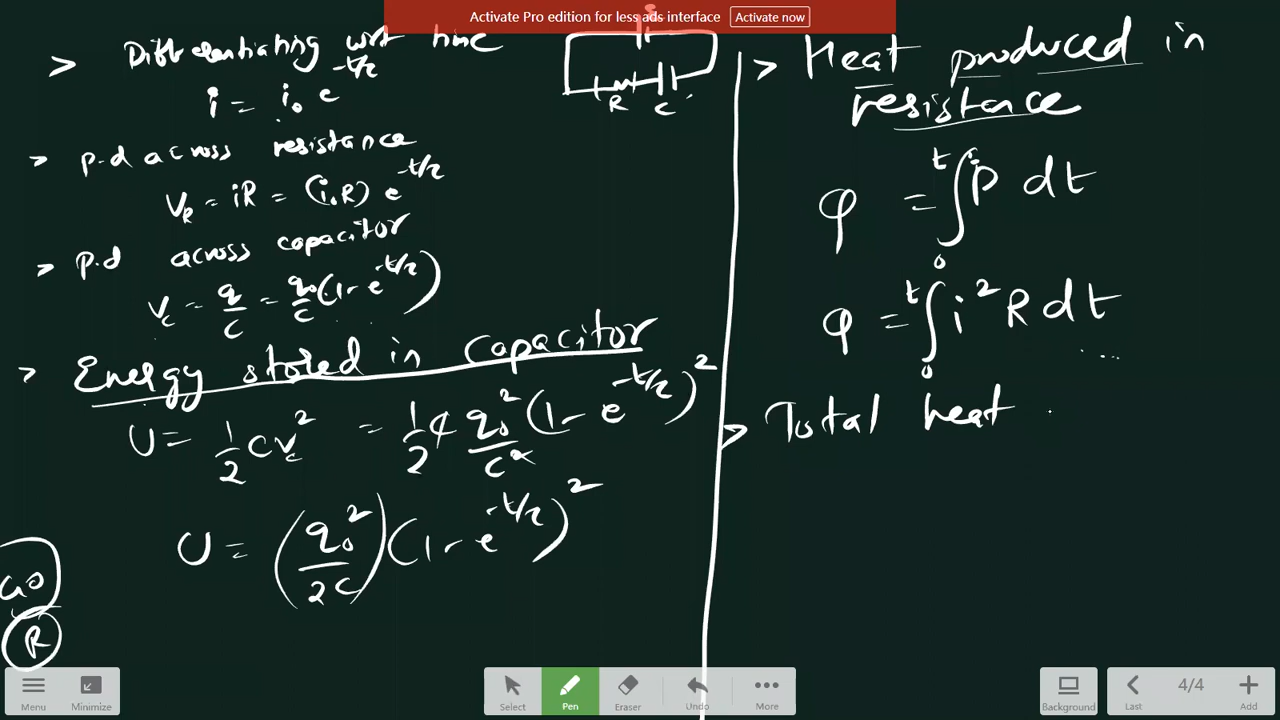 Activate Pro edition for less ads interface Activate now
> Differentiating wrt time
i = i₀ e^(-t/τ)
> p.d across resistance
V_R = iR = (i₀R) e^(-t/τ)
> p.d across capacitor
V_c = q/C = q₀/C (1 - e^(-t/τ))
> Energy stored in Capacitor
U = 1/2 C V_c² = 1/2 C q₀²/C² (1 - e^(-t/τ))²
U = (q₀²/2C) (1 - e^(-t/τ))²
R C
> Heat produced in
resistance
φ = ∫₀ᵗ P dt
φ = ∫₀ᵗ i² R dt
> Total heat
R
Menu
Minimize
Select
Pen
Eraser
Undo
More
Background
Last
4/4
Add